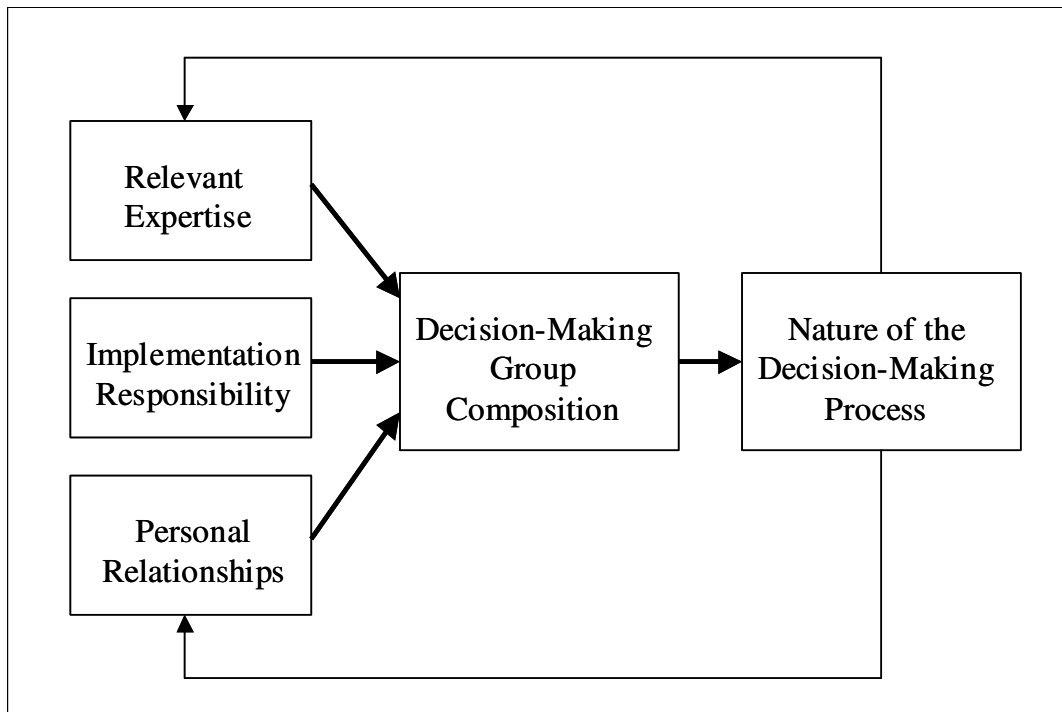 Relevant
Expertise
Implementation
Responsibility
Personal
Relationships
Decision-Making
Group
Composition
Nature of the
Decision-Making
Process